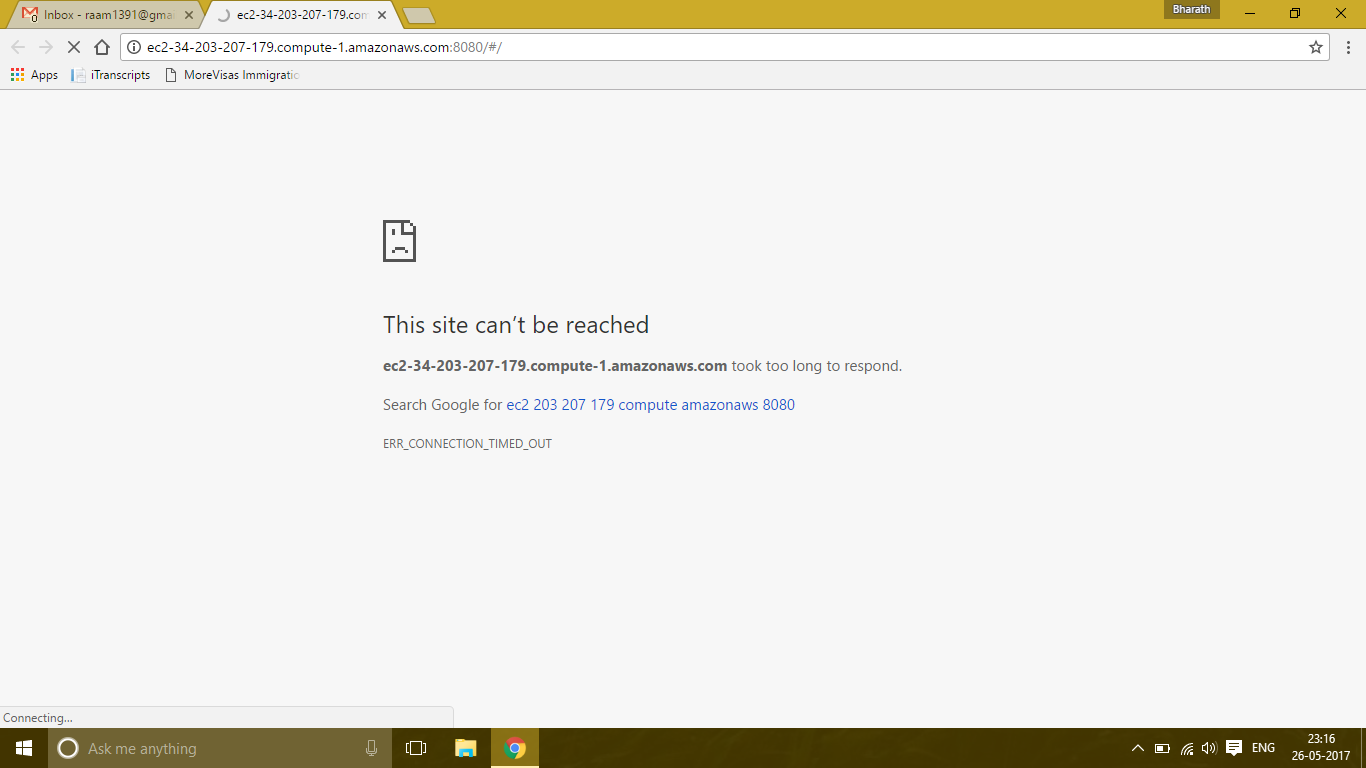 Inbox - raam1391@gma
ec2-34-203-207-179.com
Bharath
ec2-34-203-207-179.compute-1.amazonaws.com:8080/#/
Apps
iTranscripts
MoreVisas Immigratio
This site can’t be reached
ec2-34-203-207-179.compute-1.amazonaws.com took too long to respond.
Search Google for ec2 203 207 179 compute amazonaws 8080
ERR_CONNECTION_TIMED_OUT
Connecting...
Ask me anything
ENG
23:16
26-05-2017